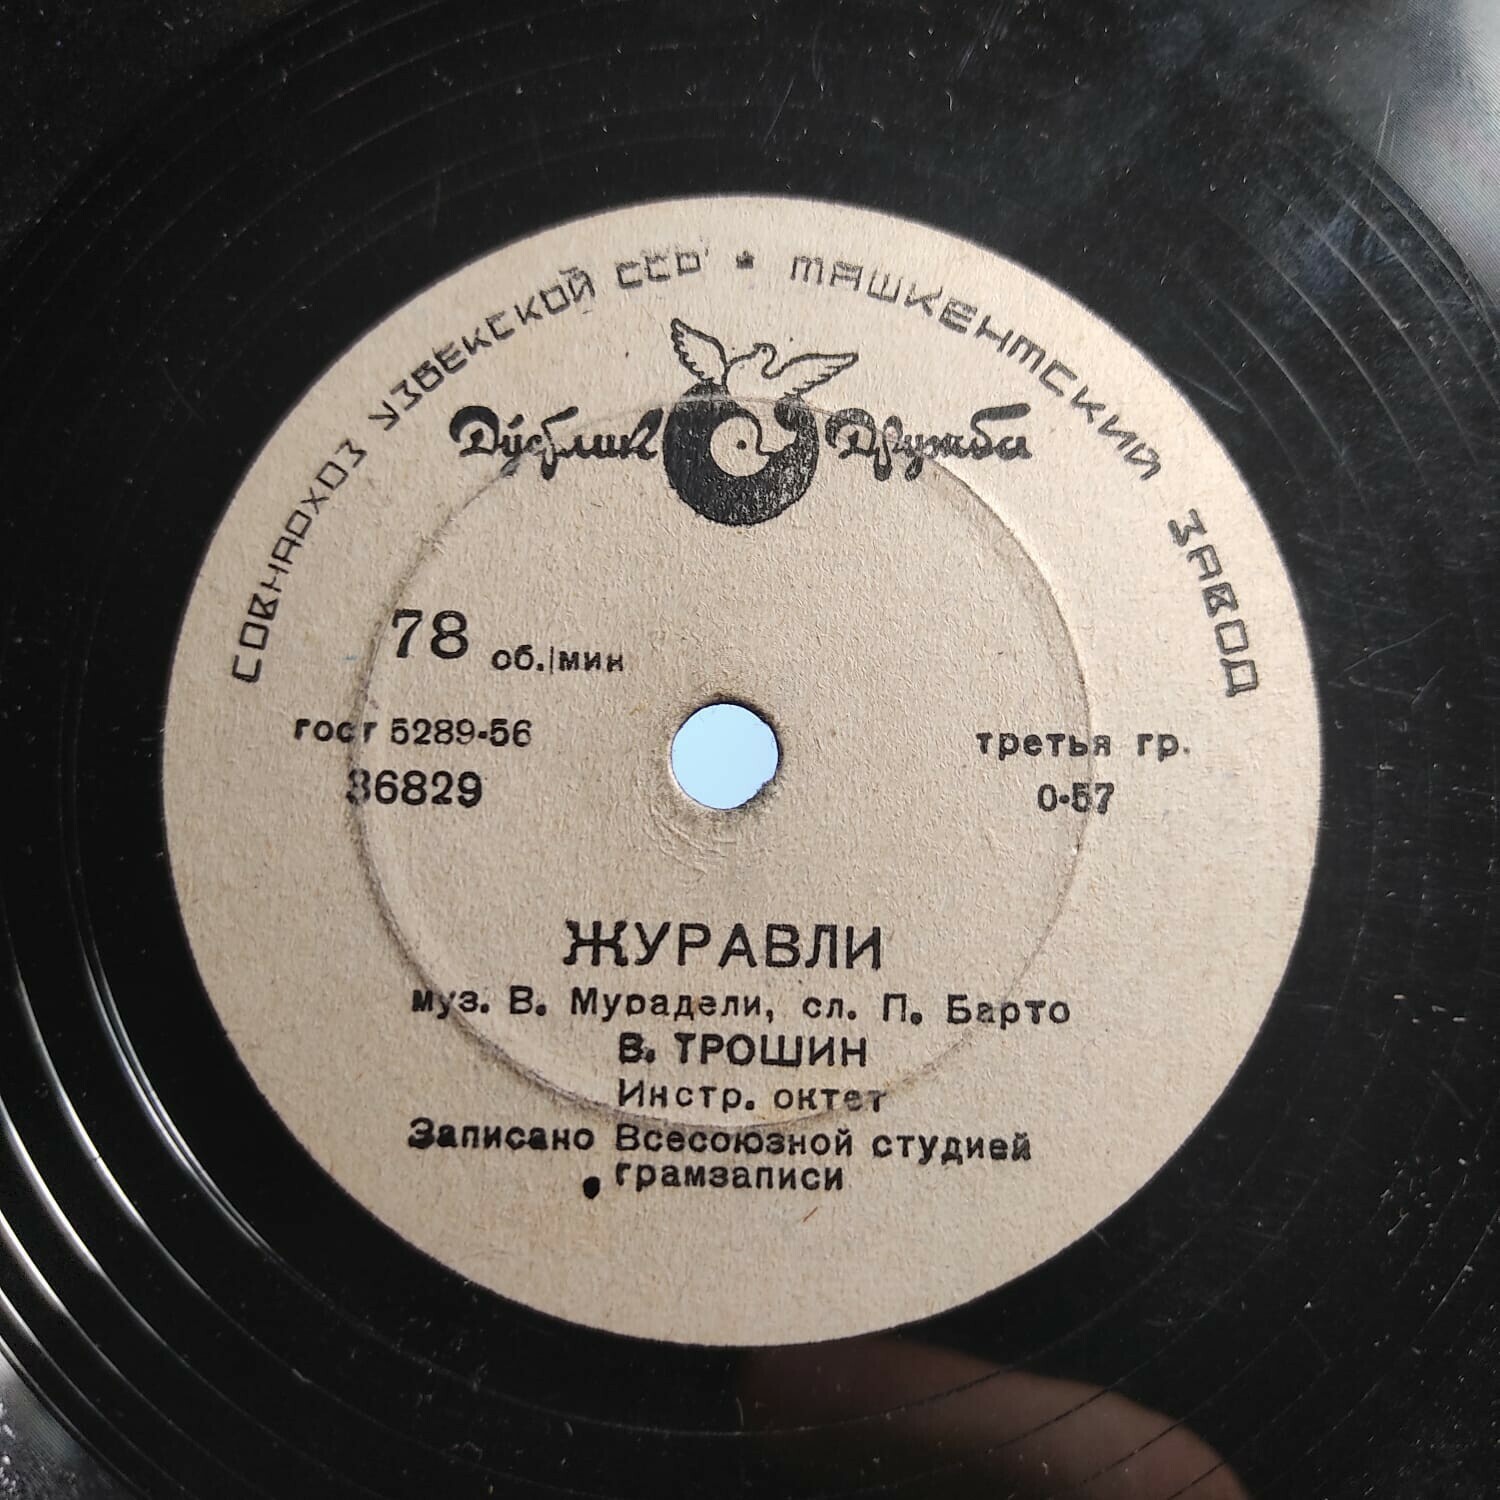 СОВНАРХОЗ УЗБЕКСКОЙ ССР * ТАШКЕНТСКИЙ ЗАВОД
Дўстлик Дружба
78 об./мин
гост 5289-56
третья гр.
36829
0-57
ЖУРАВЛИ
муз. В. Мурадели, сл. П. Барто
В. ТРОШИН
Инстр. октет
Записано Всесоюзной студией
грамзаписи